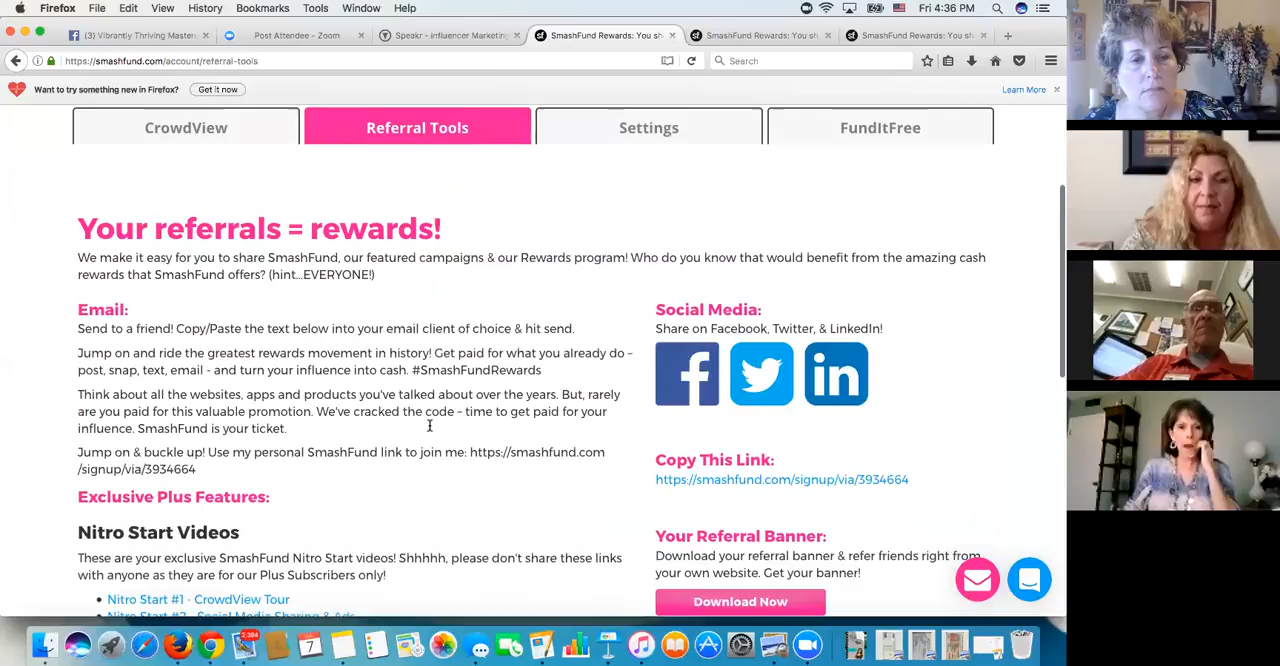 Firefox File Edit View History Bookmarks Tools Window Help
Fri 4:36 PM
(3) Vibrantly Thriving Master
Post Attendee - Zoom
Speakr - Influencer Marketing
SmashFund Rewards: You sh
SmashFund Rewards: You sh
SmashFund Rewards: You sh
https://smashfund.com/account/referral-tools
Search
Want to try something new in Firefox?
Get it now
Learn More
CrowdView
Referral Tools
Settings
FundItFree
Your referrals = rewards!
We make it easy for you to share SmashFund, our featured campaigns & our Rewards program! Who do you know that would benefit from the amazing cash
rewards that SmashFund offers? (hint...EVERYONE!)
Email:
Send to a friend! Copy/Paste the text below into your email client of choice & hit send.
Jump on and ride the greatest rewards movement in history! Get paid for what you already do –
post, snap, text, email - and turn your influence into cash. #SmashFundRewards
Think about all the websites, apps and products you've talked about over the years. But, rarely
are you paid for this valuable promotion. We've cracked the code – time to get paid for your
influence. SmashFund is your ticket.
Jump on & buckle up! Use my personal SmashFund link to join me: https://smashfund.com
/signup/via/3934664
Exclusive Plus Features:
Nitro Start Videos
These are your exclusive SmashFund Nitro Start videos! Shhhhh, please don't share these links
with anyone as they are for our Plus Subscribers only!
Nitro Start #1 - CrowdView Tour
Nitro Start #2 - Social Media Sharing & Ads
Social Media:
Share on Facebook, Twitter, & LinkedIn!
Copy This Link:
https://smashfund.com/signup/via/3934664
Your Referral Banner:
Download your referral banner & refer friends right from
your own website. Get your banner!
Download Now
2,384
7